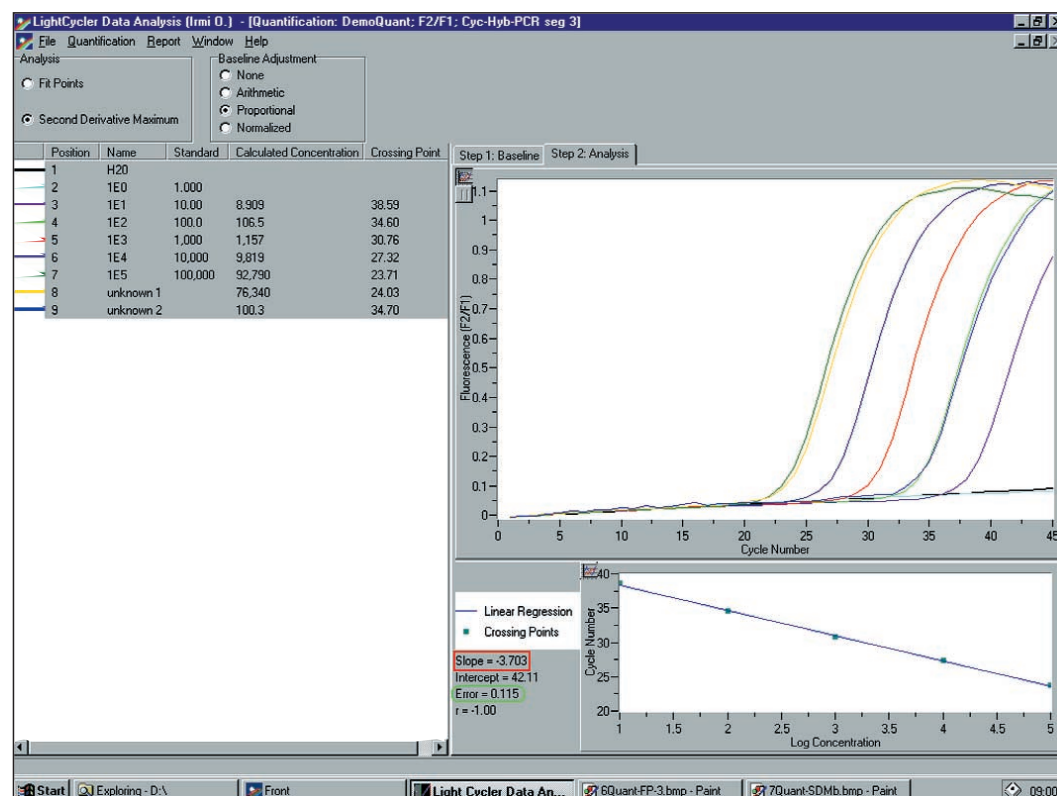 LightCycler Data Analysis (Irmi O.) - [Quantification: DemoQuant; F2/F1; Cyc-Hyb-PCR seg 3]
File Quantification Report Window Help
Analysis
Fit Points
Second Derivative Maximum
Baseline Adjustment
None
Arithmetic
Proportional
Normalized
Position Name Standard Calculated Concentration Crossing Point
1 H20
2 1E0 1.000
3 1E1 10.00 8.909 38.59
4 1E2 100.0 106.5 34.60
5 1E3 1,000 1,157 30.76
6 1E4 10,000 9,819 27.32
7 1E5 100,000 92,790 23.71
8 unknown 1 76,340 24.03
9 unknown 2 100.3 34.70
Step 1: Baseline Step 2: Analysis
Fluorescence (F2/F1)
1.1
1
0.9
0.8
0.7
0.6
0.5
0.4
0.3
0.2
0.1
0
0 5 10 15 20 25 30 35 40 45
Cycle Number
Linear Regression
Crossing Points
Slope = -3.703
Intercept = 42.11
Error = 0.115
r = -1.00
Cycle Number
40
35
30
25
20
1 1.5 2 2.5 3 3.5 4 4.5 5
Log Concentration
Start Exploring - D:\ Front Light Cycler Data An... 6Quant-FP-3.bmp - Paint 7Quant-SDMb.bmp - Paint 09:00